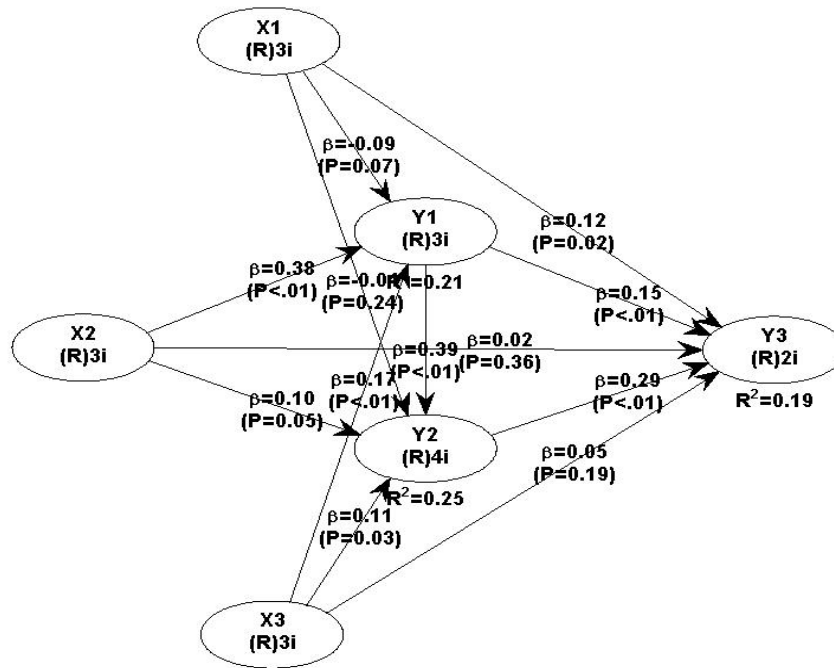 X1
(R)3i
β=-0.09
(P=0.07)
Y1
(R)3i
β=0.12
(P=0.02)
β=0.38
(P<.01)
(P=0.24)
=0.21
β=0.15
(P<.01)
X2
(R)3i
β=0.02
(P=0.36)
Y3
(R)2i
R²=0.19
β=0.39
(P<.01)
β=0.17
(P<.01)
β=0.10
(P=0.05)
β=0.29
(P<.01)
Y2
(R)4i
R²=0.25
β=0.05
(P=0.19)
β=0.11
(P=0.03)
X3
(R)3i